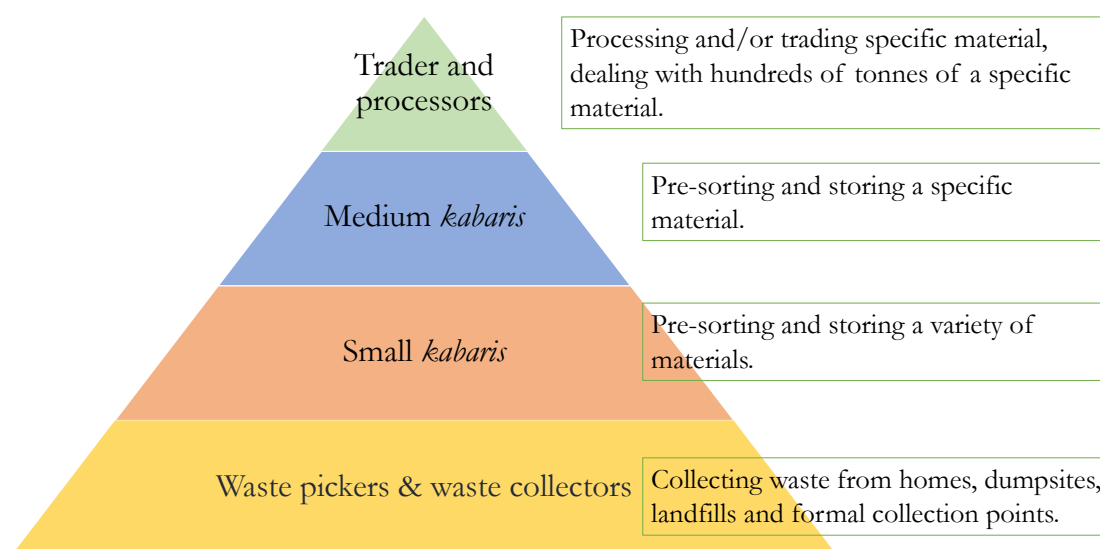 Trader and
processors
Processing and/or trading specific material,
dealing with hundreds of tonnes of a specific
material.
Medium kabaris
Pre-sorting and storing a specific
material.
Small kabaris
Pre-sorting and storing a variety of
materials.
Waste pickers & waste collectors
Collecting waste from homes, dumpsites,
landfills and formal collection points.